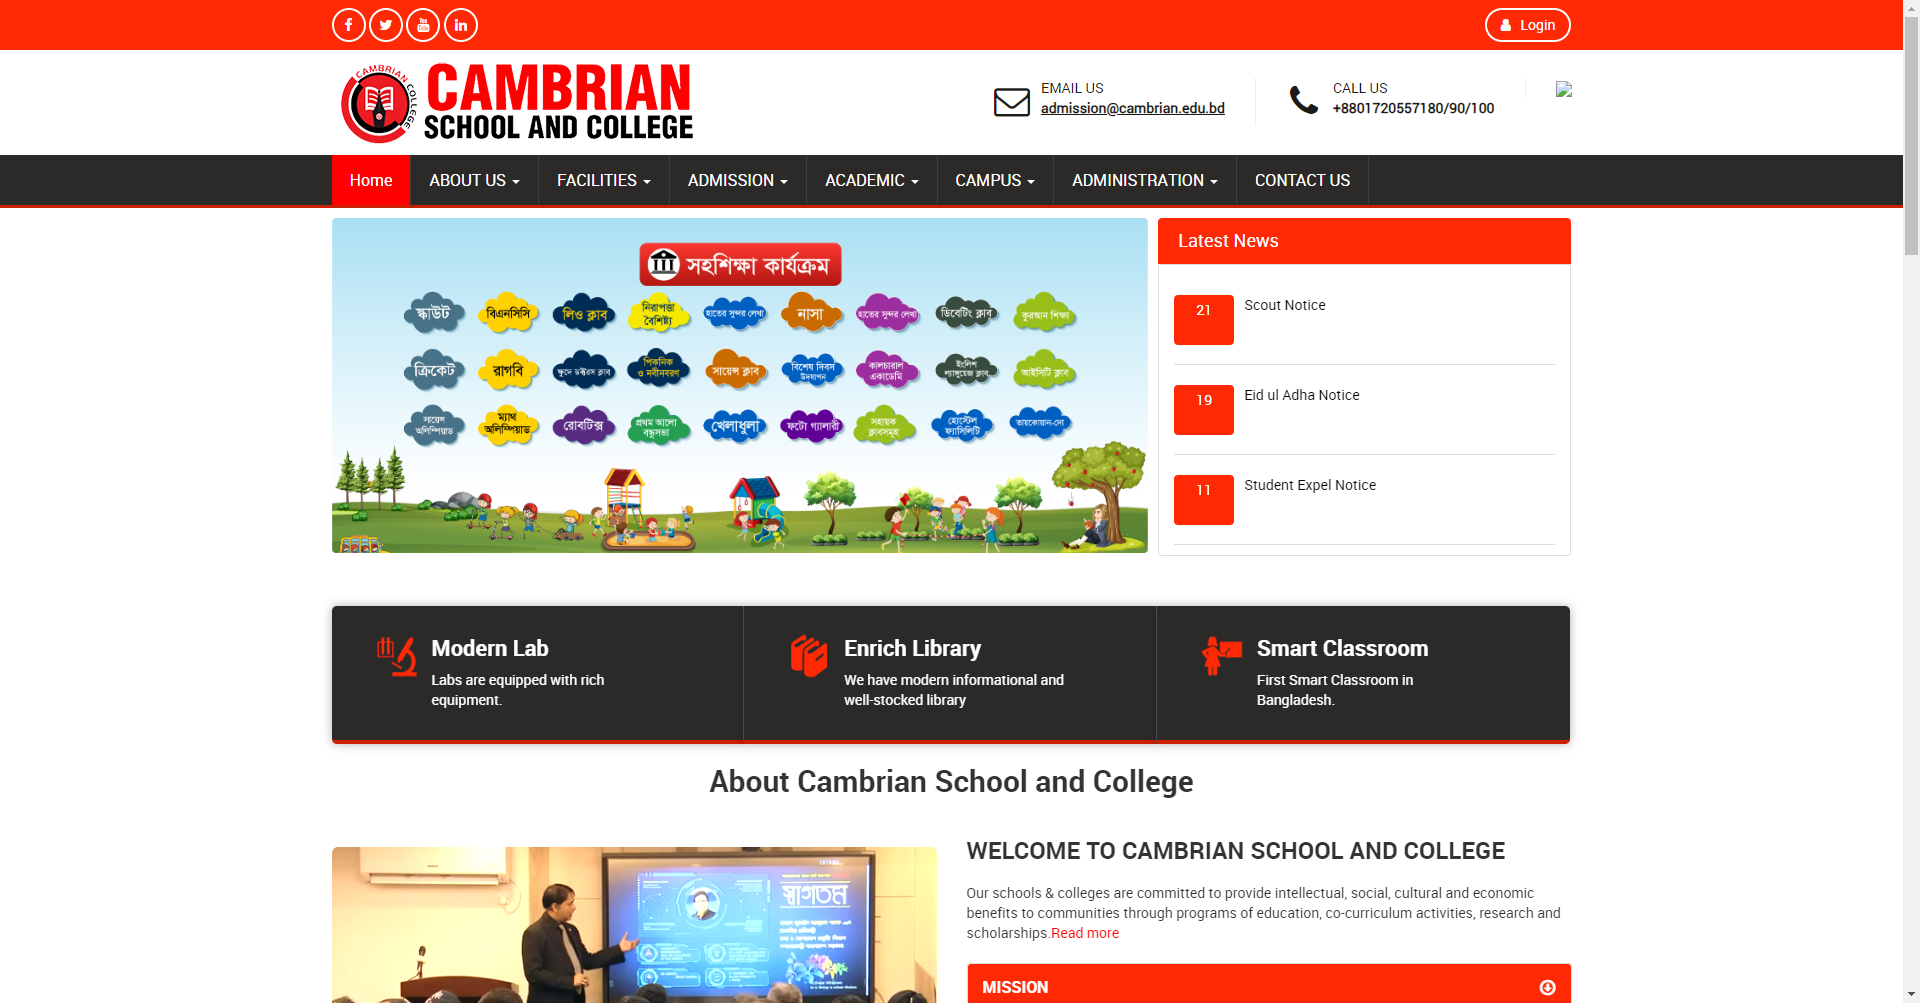 Login
CAMBRIAN COLLEGE
CAMBRIAN
SCHOOL AND COLLEGE
EMAIL US
admission@cambrian.edu.bd
CALL US
+8801720557180/90/100
Home
ABOUT US
FACILITIES
ADMISSION
ACADEMIC
CAMPUS
ADMINISTRATION
CONTACT US
সহশিক্ষা কার্যক্রম
স্কাউট
বিএনসিসি
লিও ক্লাব
নিরাপত্তা
বৈশিষ্ট্য
হাতের সুন্দর লেখা
নাসা
হাতের সুন্দর লেখা
ডিবেটিং ক্লাব
কুরআন শিক্ষা
ক্রিকেট
রাগবি
ক্ষুদে ডক্টরস ক্লাব
পিকনিক
ও নবীনবরণ
সায়েন্স ক্লাব
বিশেষ দিবস
উদযাপন
কালচারাল
একাডেমি
ইংলিশ
ল্যাঙ্গুয়েজ ক্লাব
আইসিটি ক্লাব
সায়েন্স
অলিম্পিয়াড
ম্যাথ
অলিম্পিয়াড
রোবটিক্স
প্রথম আলো
বন্ধুসভা
খেলাধুলা
ফটো গ্যালারী
সহায়ক
ক্লাবসমূহ
হোস্টেল
ফ্যাসিলিটি
তায়কোয়ান-দো
Latest News
21
Scout Notice
19
Eid ul Adha Notice
11
Student Expel Notice
Modern Lab
Labs are equipped with rich
equipment.
Enrich Library
We have modern informational and
well-stocked library
Smart Classroom
First Smart Classroom in
Bangladesh.
About Cambrian School and College
স্বাগতম
WELCOME TO CAMBRIAN SCHOOL AND COLLEGE
Our schools & colleges are committed to provide intellectual, social, cultural and economic
benefits to communities through programs of education, co-curriculum activities, research and
scholarships.Read more
MISSION